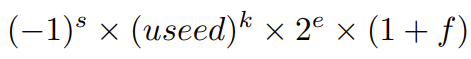 (−1)^s × (useed)^k × 2^e × (1 + f)